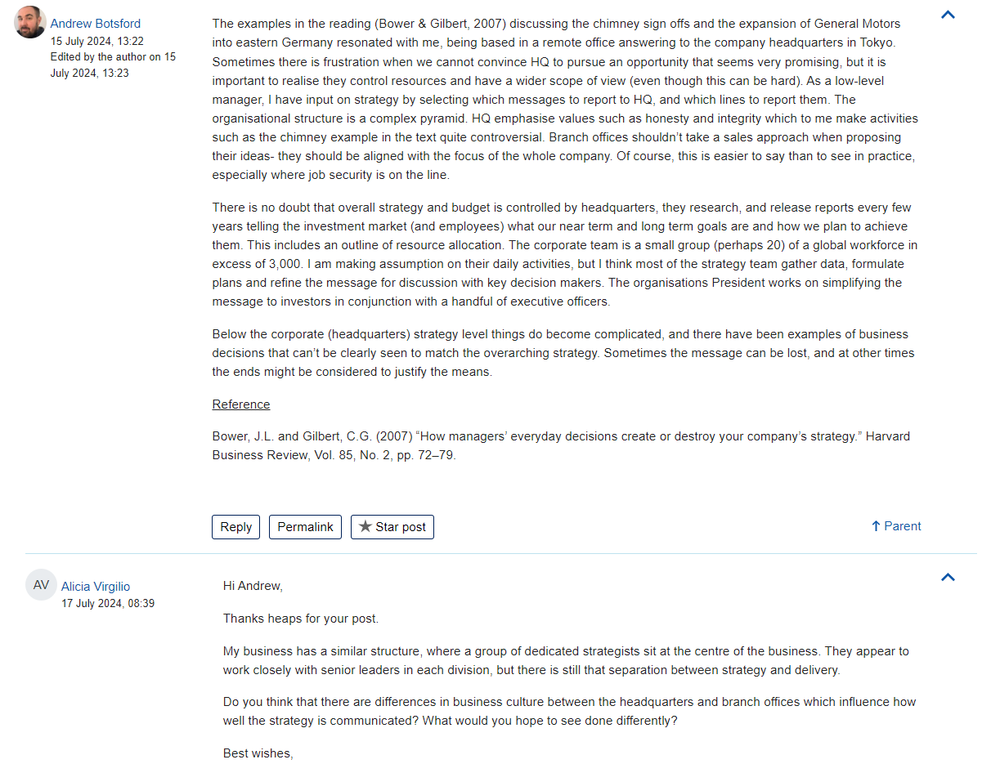 Andrew Botsford
15 July 2024, 13:22
Edited by the author on 15
July 2024, 13:23
The examples in the reading (Bower & Gilbert, 2007) discussing the chimney sign offs and the expansion of General Motors
into eastern Germany resonated with me, being based in a remote office answering to the company headquarters in Tokyo.
Sometimes there is frustration when we cannot convince HQ to pursue an opportunity that seems very promising, but it is
important to realise they control resources and have a wider scope of view (even though this can be hard). As a low-level
manager, I have input on strategy by selecting which messages to report to HQ, and which lines to report them. The
organisational structure is a complex pyramid. HQ emphasise values such as honesty and integrity which to me make activities
such as the chimney example in the text quite controversial. Branch offices shouldn’t take a sales approach when proposing
their ideas- they should be aligned with the focus of the whole company. Of course, this is easier to say than to see in practice,
especially where job security is on the line.
There is no doubt that overall strategy and budget is controlled by headquarters, they research, and release reports every few
years telling the investment market (and employees) what our near term and long term goals are and how we plan to achieve
them. This includes an outline of resource allocation. The corporate team is a small group (perhaps 20) of a global workforce in
excess of 3,000. I am making assumption on their daily activities, but I think most of the strategy team gather data, formulate
plans and refine the message for discussion with key decision makers. The organisations President works on simplifying the
message to investors in conjunction with a handful of executive officers.
Below the corporate (headquarters) strategy level things do become complicated, and there have been examples of business
decisions that can’t be clearly seen to match the overarching strategy. Sometimes the message can be lost, and at other times
the ends might be considered to justify the means.
Reference
Bower, J.L. and Gilbert, C.G. (2007) “How managers’ everyday decisions create or destroy your company’s strategy.” Harvard
Business Review, Vol. 85, No. 2, pp. 72–79.
Reply Permalink ★ Star post ↑ Parent
AV
Alicia Virgilio
17 July 2024, 08:39
Hi Andrew,
Thanks heaps for your post.
My business has a similar structure, where a group of dedicated strategists sit at the centre of the business. They appear to
work closely with senior leaders in each division, but there is still that separation between strategy and delivery.
Do you think that there are differences in business culture between the headquarters and branch offices which influence how
well the strategy is communicated? What would you hope to see done differently?
Best wishes,